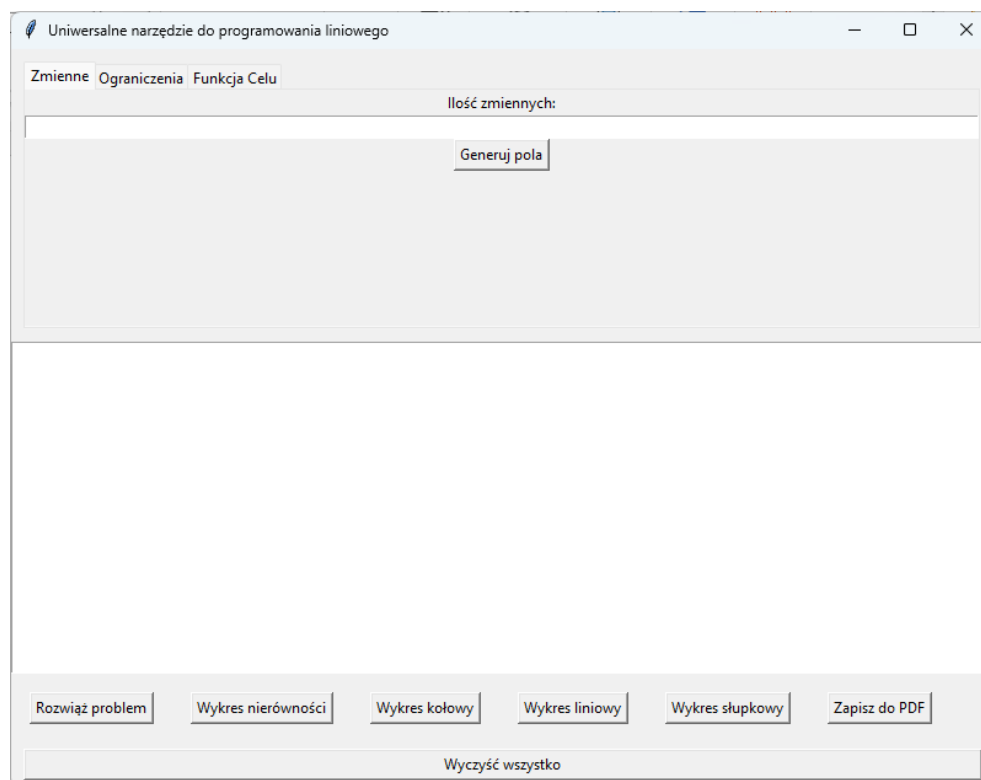 Uniwersalne narzędzie do programowania liniowego
Zmienne Ograniczenia Funkcja Celu
Ilość zmiennych:
Generuj pola
Rozwiąż problem Wykres nierówności Wykres kołowy Wykres liniowy Wykres słupkowy Zapisz do PDF
Wyczyść wszystko